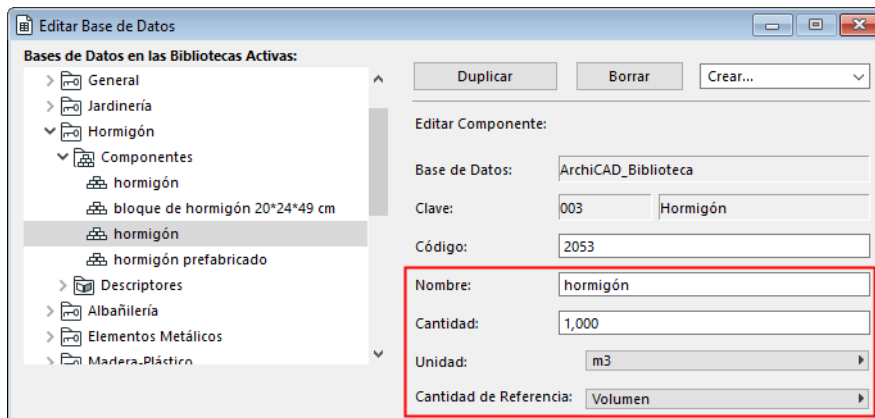 Editar Base de Datos
Bases de Datos en las Bibliotecas Activas:
General
Jardinería
Hormigón
Componentes
hormigón
bloque de hormigón 20*24*49 cm
hormigón
hormigón prefabricado
Descriptores
Albañilería
Elementos Metálicos
Madera-Plástico
Duplicar Borrar Crear...
Editar Componente:
Base de Datos: ArchiCAD_Biblioteca
Clave: 003 Hormigón
Código: 2053
Nombre: hormigón
Cantidad: 1,000
Unidad: m3
Cantidad de Referencia: Volumen